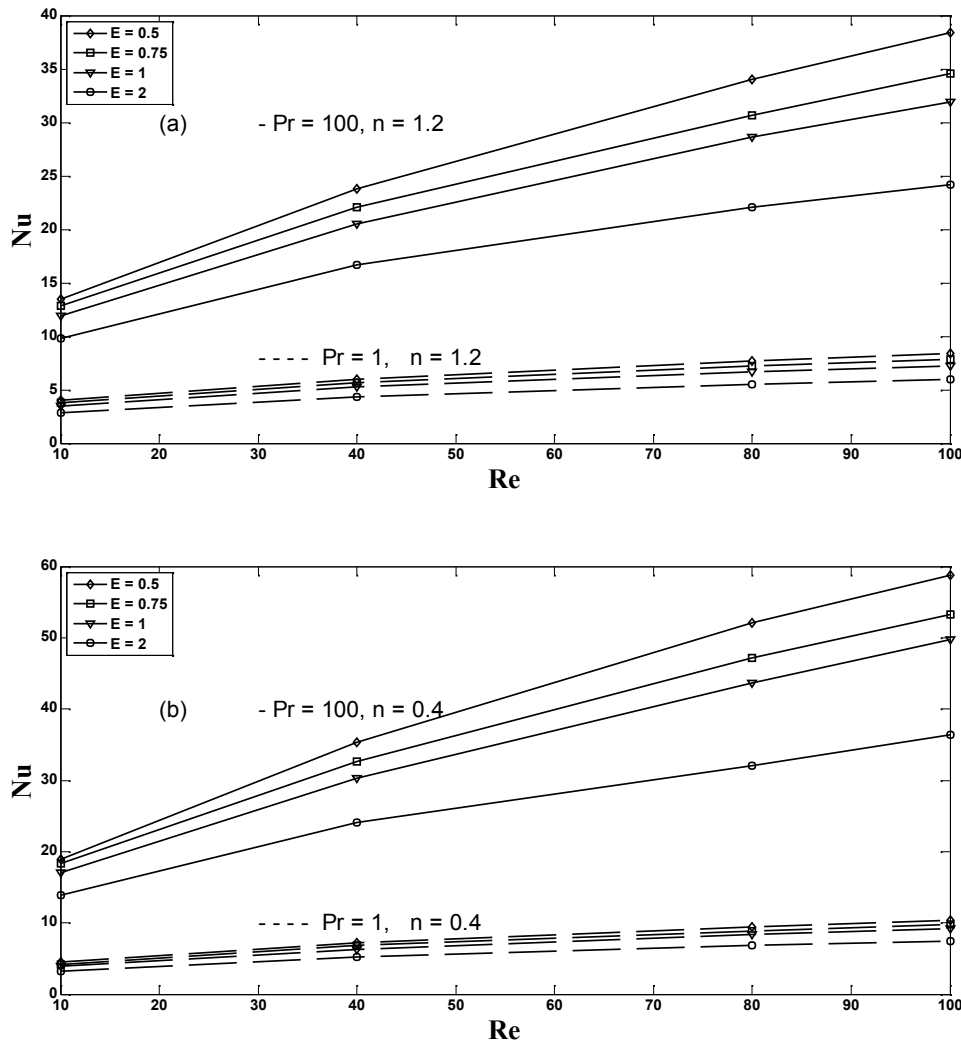 40
35
30
25
20
15
10
5
0
Nu
E = 0.5
E = 0.75
E = 1
E = 2
(a) - Pr = 100, n = 1.2
- - - - Pr = 1, n = 1.2
10 20 30 40 50 60 70 80 90 100
Re
60
50
40
30
20
10
0
Nu
E = 0.5
E = 0.75
E = 1
E = 2
(b) - Pr = 100, n = 0.4
- - - - Pr = 1, n = 0.4
10 20 30 40 50 60 70 80 90 100
Re